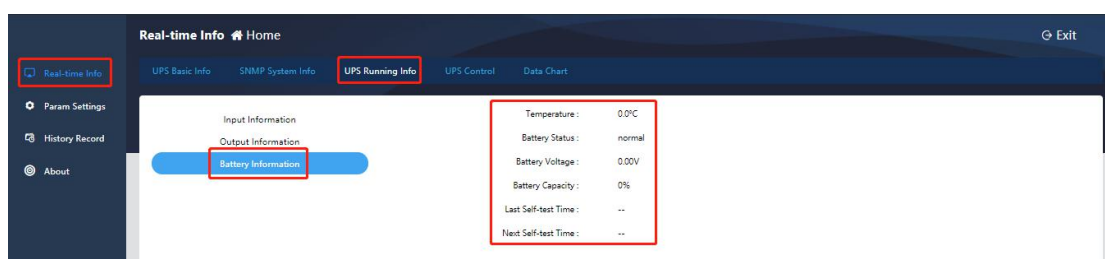 Real-time Info Home
Exit
Real-time Info
Param Settings
History Record
About
UPS Basic Info
SNMP System Info
UPS Running Info
UPS Control
Data Chart
Input Information
Output Information
Battery Information
Temperature : 0.0°C
Battery Status : normal
Battery Voltage : 0.00V
Battery Capacity : 0%
Last Self-test Time : --
Next Self-test Time : --